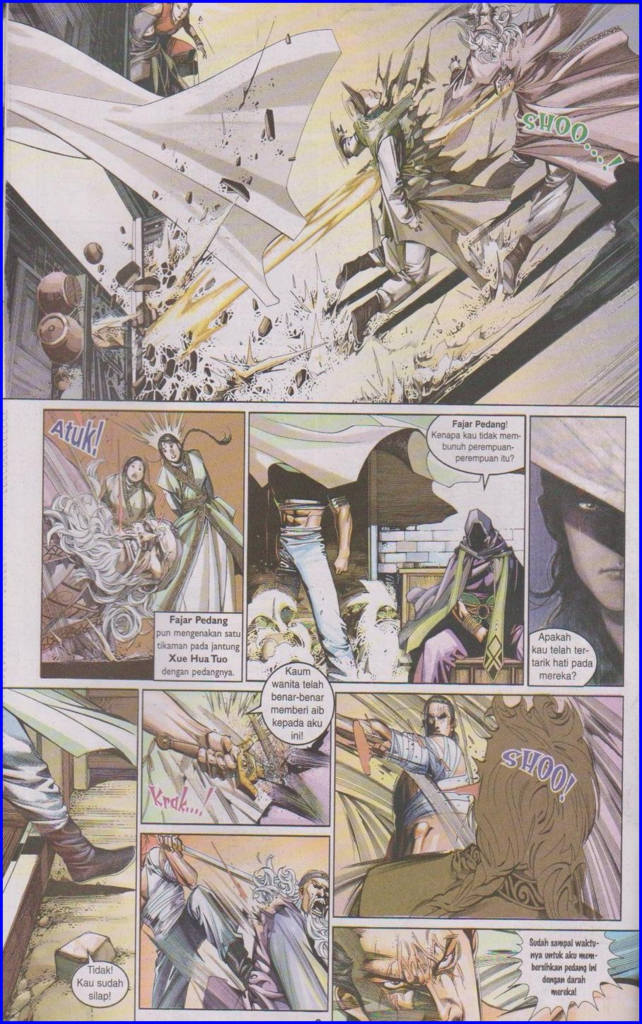 SHOO...!
Atuk!
Fajar Pedang
pun mengenakan satu
tikaman pada jantung
Xue Hua Tuo
dengan pedangnya.
Fajar Pedang!
Kenapa kau tidak mem-
bunuh perempuan-
perempuan itu?
Apakah
kau telah ter-
tarik hati pada
mereka?
Tidak!
Kau sudah
silap!
Kaum
wanita telah
benar-benar
memberi aib
kepada aku
ini!
Krak....!
SHOO!
Sudah sampai waktu-
nya untuk aku mem-
bersihkan pedang ini
dengan darah
mereka!